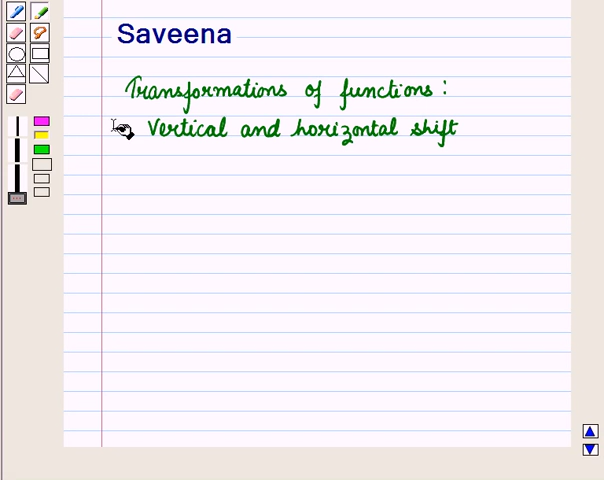 Saveena
Transformations of functions :
Vertical and horizontal shift